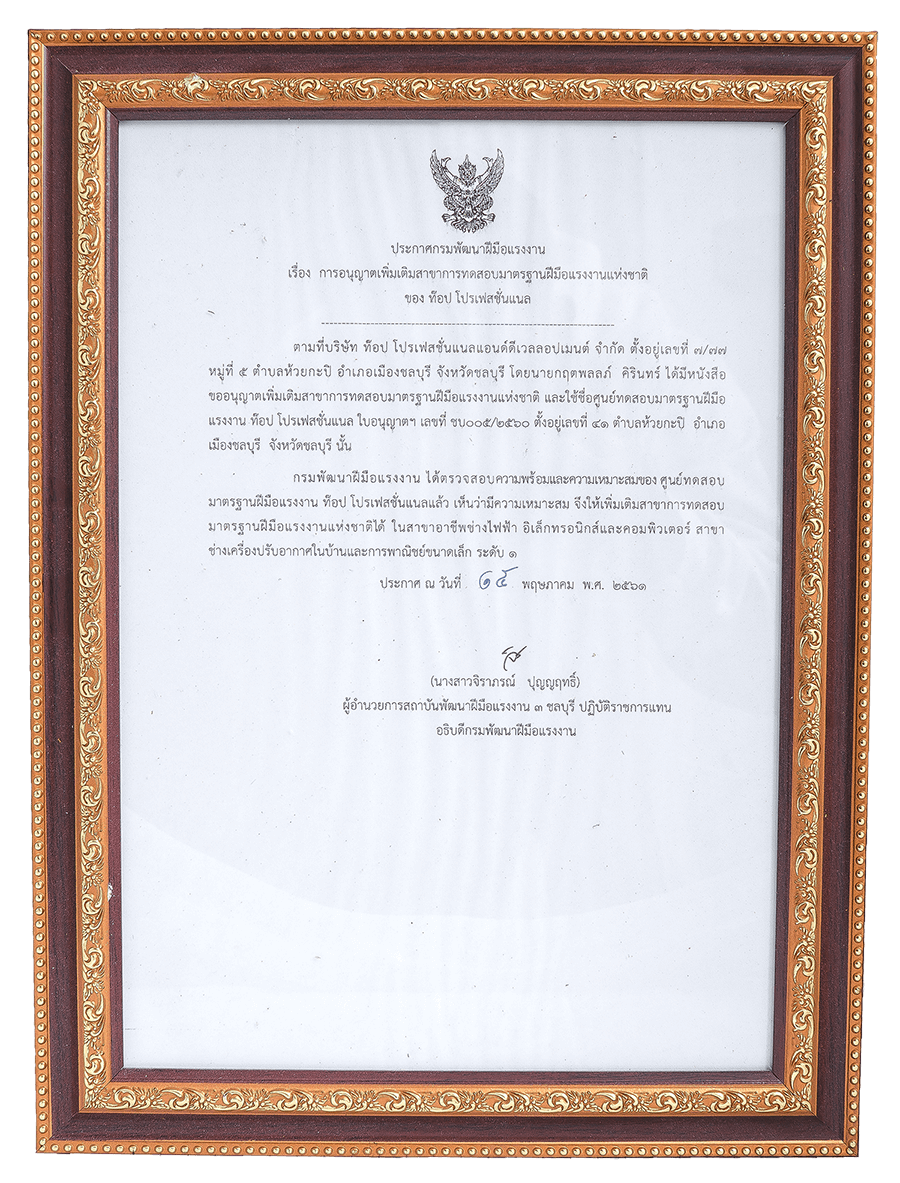 ประกาศกรมพัฒนาฝีมือแรงงาน
เรื่อง การอนุญาตเพิ่มเติมสาขาการทดสอบมาตรฐานฝีมือแรงงานแห่งชาติ
ของ ท๊อป โปรเฟสชั่นแนล
ตามที่บริษัท ท๊อป โปรเฟสชั่นแนลแอนด์ดีเวลลอปเมนต์ จำกัด ตั้งอยู่เลขที่ ๗/๗๗
หมู่ที่ ๕ ตำบลห้วยกะปิ อำเภอเมืองชลบุรี จังหวัดชลบุรี โดยนายกฤตพลลภ์ คิรินทร์ ได้มีหนังสือ
ขออนุญาตเพิ่มเติมสาขาการทดสอบมาตรฐานฝีมือแรงงานแห่งชาติ และใช้ชื่อศูนย์ทดสอบมาตรฐานฝีมือ
แรงงาน ท๊อป โปรเฟสชั่นแนล ใบอนุญาตฯ เลขที่ ชบ๐๐๕/๒๕๖๐ ตั้งอยู่เลขที่ ๔๑ ตำบลห้วยกะปิ อำเภอ
เมืองชลบุรี จังหวัดชลบุรี นั้น
กรมพัฒนาฝีมือแรงงาน ได้ตรวจสอบความพร้อมและความเหมาะสมของ ศูนย์ทดสอบ
มาตรฐานฝีมือแรงงาน ท๊อป โปรเฟสชั่นแนลแล้ว เห็นว่ามีความเหมาะสม จึงให้เพิ่มเติมสาขาการทดสอบ
มาตรฐานฝีมือแรงงานแห่งชาติได้ ในสาขาอาชีพช่างไฟฟ้า อิเล็กทรอนิกส์และคอมพิวเตอร์ สาขา
ช่างเครื่องปรับอากาศในบ้านและการพาณิชย์ขนาดเล็ก ระดับ ๑
ประกาศ ณ วันที่ ๑๕ พฤษภาคม พ.ศ. ๒๕๖๑
(นางสาวจิราภรณ์ ปุญญฤทธิ์)
ผู้อำนวยการสถาบันพัฒนาฝีมือแรงงาน ๓ ชลบุรี ปฏิบัติราชการแทน
อธิบดีกรมพัฒนาฝีมือแรงงาน